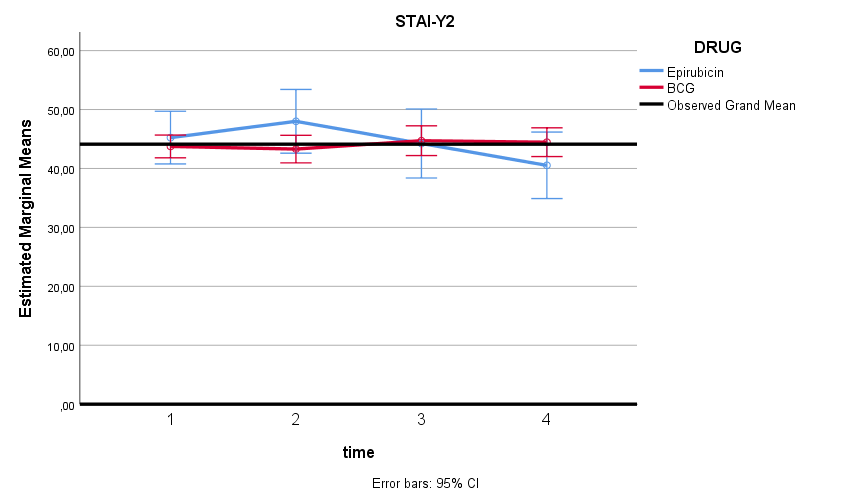 STAI-Y2
DRUG
Epirubicin
BCG
Observed Grand Mean
Estimated Marginal Means
60,00
50,00
40,00
30,00
20,00
10,00
,00
1 2 3 4
time
Error bars: 95% CI